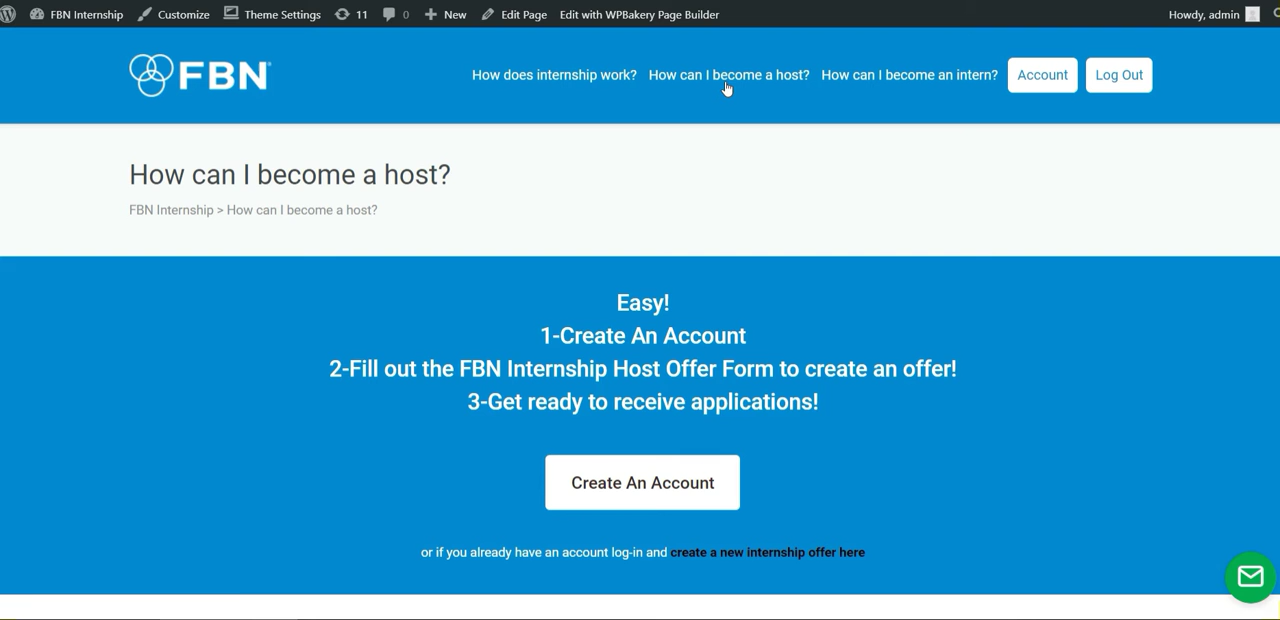 FBN Internship Customize Theme Settings 11 0 New Edit Page Edit with WPBakery Page Builder Howdy, admin
FBN® How does internship work? How can I become a host? How can I become an intern? Account Log Out
How can I become a host?
FBN Internship > How can I become a host?
Easy!
1-Create An Account
2-Fill out the FBN Internship Host Offer Form to create an offer!
3-Get ready to receive applications!
Create An Account
or if you already have an account log-in and create a new internship offer here